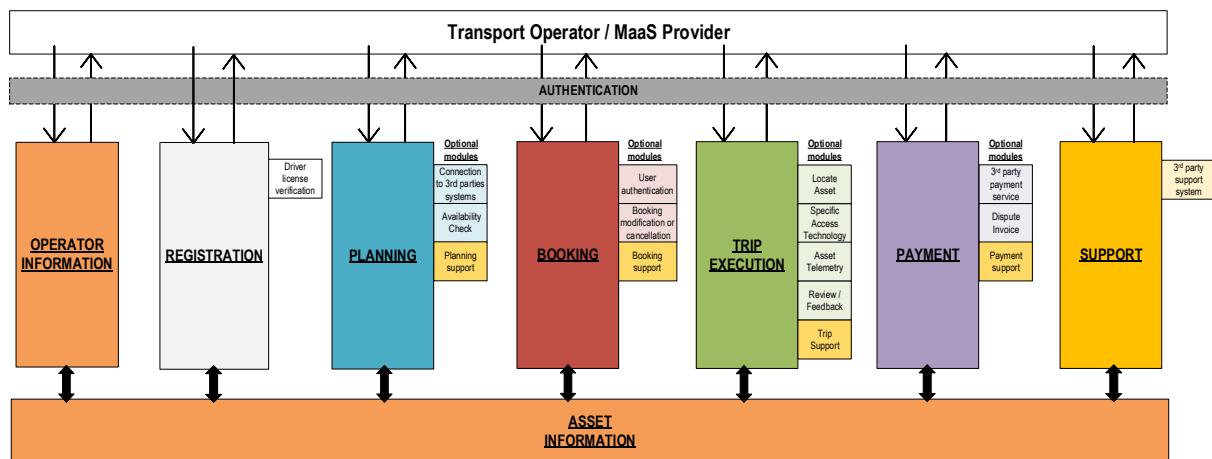 Transport Operator / MaaS Provider
AUTHENTICATION
OPERATOR
INFORMATION
REGISTRATION
Driver
license
verification
PLANNING
Optional
modules
Connection
to 3rd parties
systems
Availability
Check
Planning
support
BOOKING
Optional
modules
User
authentication
Booking
modification or
cancellation
Booking
support
TRIP
EXECUTION
Optional
modules
Locate
Asset
Specific
Access
Technology
Asset
Telemetry
Review /
Feedback
Trip
Support
PAYMENT
Optional
modules
3rd party
payment
service
Dispute
Invoice
Payment
support
SUPPORT
3rd party
support
system
ASSET
INFORMATION